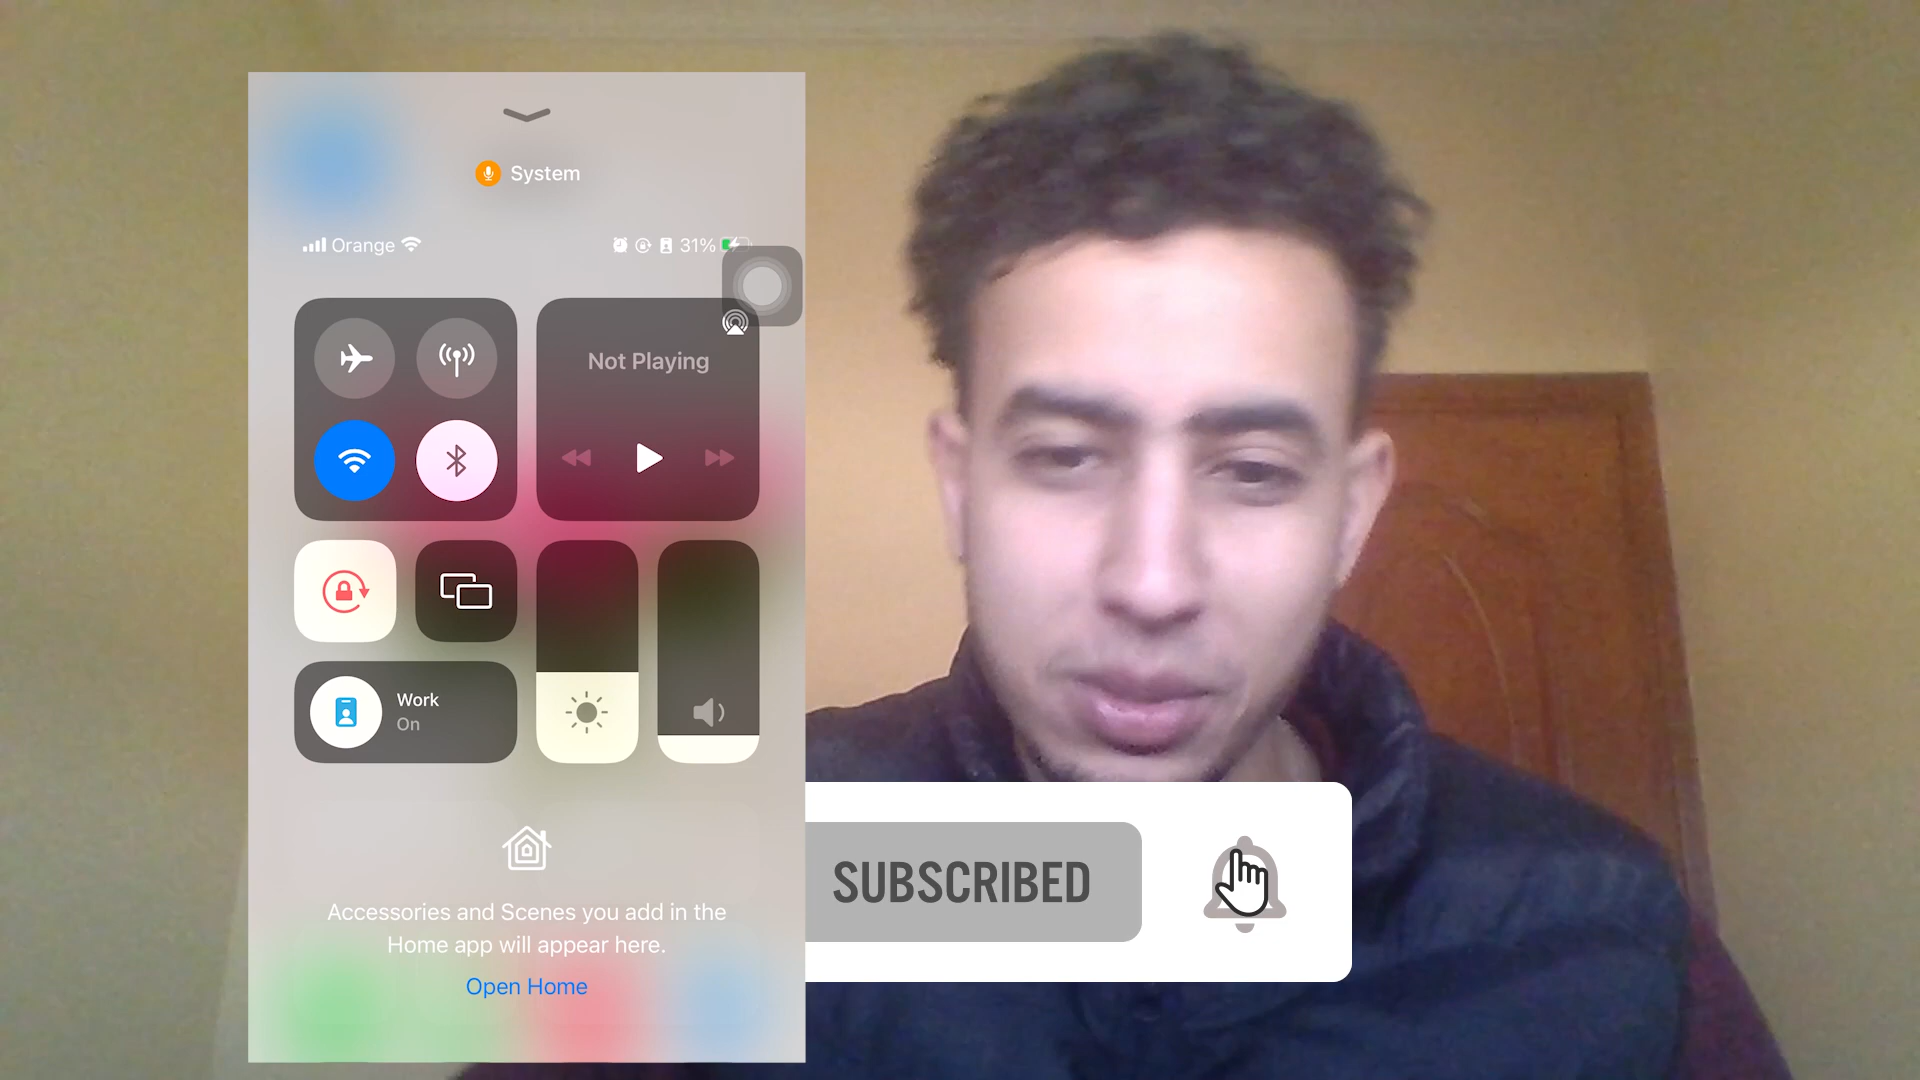 System
Orange
31%
Not Playing
Work
On
Accessories and Scenes you add in the
Home app will appear here.
Open Home
SUBSCRIBED